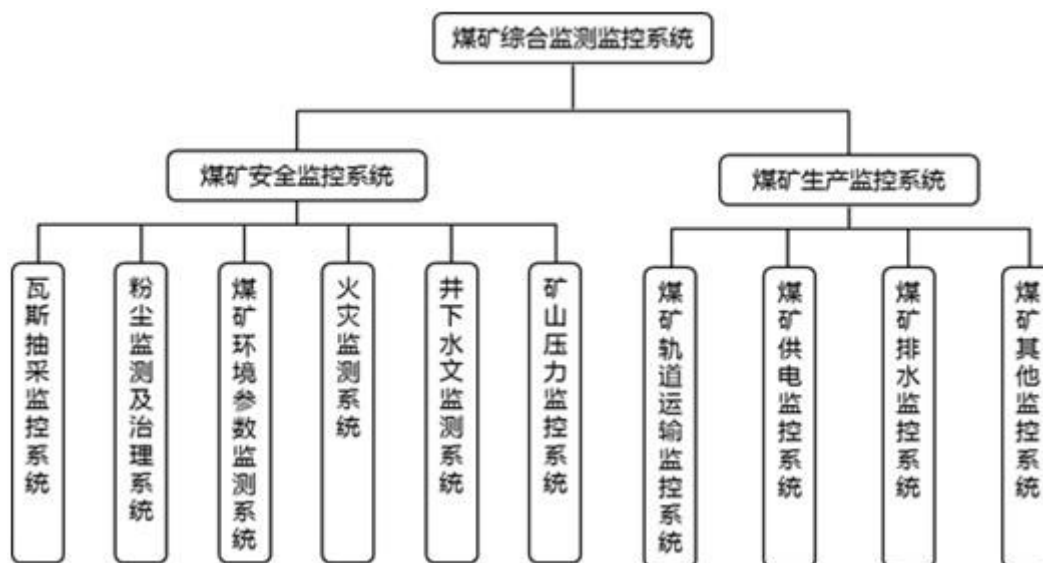 煤矿综合监测监控系统
煤矿安全监控系统
煤矿生产监控系统
瓦斯抽采监控系统
粉尘监测及治理系统
煤矿环境参数监测系统
火灾监测系统
井下水文监测系统
矿山压力监测系统
煤矿轨道运输监控系统
煤矿供电监控系统
煤矿排水监控系统
煤矿其他监控系统